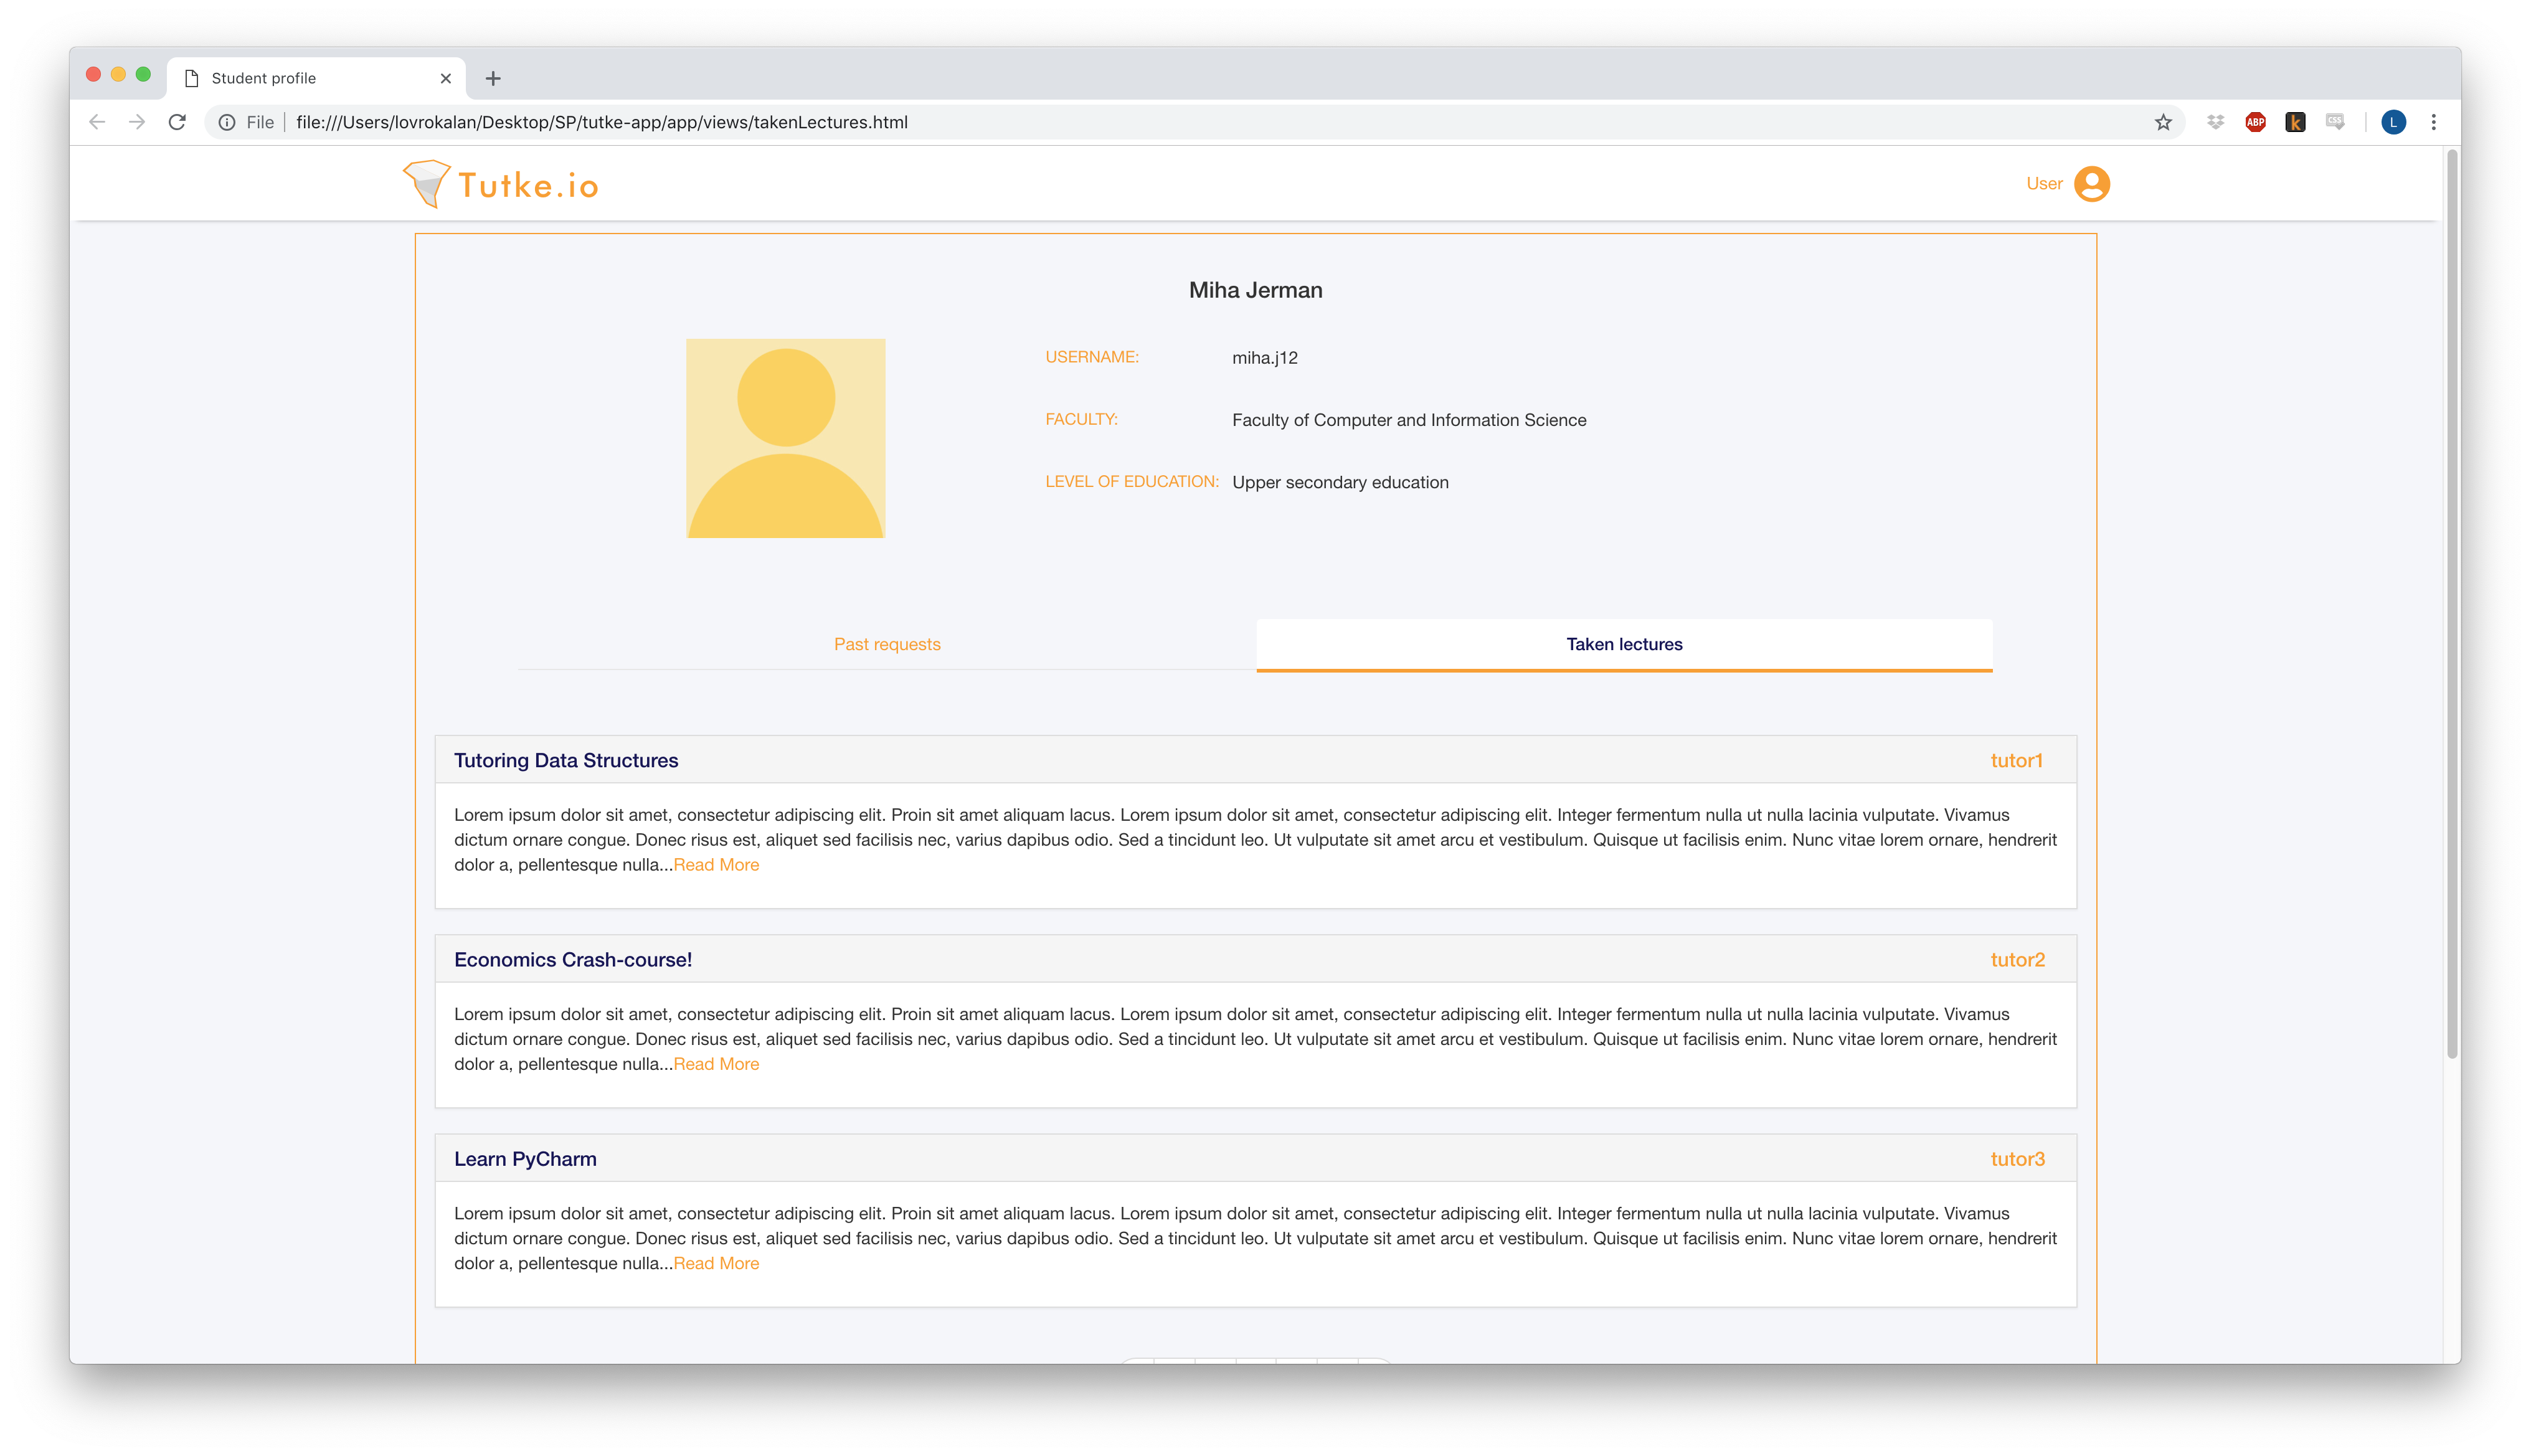 Student profile
File file:///Users/lovrokalan/Desktop/SP/tutke-app/app/views/takenLectures.html
ABP
k
CSS
L
Tutke.io
User
Miha Jerman
USERNAME: miha.j12
FACULTY: Faculty of Computer and Information Science
LEVEL OF EDUCATION: Upper secondary education
Past requests
Taken lectures
Tutoring Data Structures
tutor1
Lorem ipsum dolor sit amet, consectetur adipiscing elit. Proin sit amet aliquam lacus. Lorem ipsum dolor sit amet, consectetur adipiscing elit. Integer fermentum nulla ut nulla lacinia vulputate. Vivamus
dictum ornare congue. Donec risus est, aliquet sed facilisis nec, varius dapibus odio. Sed a tincidunt leo. Ut vulputate sit amet arcu et vestibulum. Quisque ut facilisis enim. Nunc vitae lorem ornare, hendrerit
dolor a, pellentesque nulla...Read More
Economics Crash-course!
tutor2
Lorem ipsum dolor sit amet, consectetur adipiscing elit. Proin sit amet aliquam lacus. Lorem ipsum dolor sit amet, consectetur adipiscing elit. Integer fermentum nulla ut nulla lacinia vulputate. Vivamus
dictum ornare congue. Donec risus est, aliquet sed facilisis nec, varius dapibus odio. Sed a tincidunt leo. Ut vulputate sit amet arcu et vestibulum. Quisque ut facilisis enim. Nunc vitae lorem ornare, hendrerit
dolor a, pellentesque nulla...Read More
Learn PyCharm
tutor3
Lorem ipsum dolor sit amet, consectetur adipiscing elit. Proin sit amet aliquam lacus. Lorem ipsum dolor sit amet, consectetur adipiscing elit. Integer fermentum nulla ut nulla lacinia vulputate. Vivamus
dictum ornare congue. Donec risus est, aliquet sed facilisis nec, varius dapibus odio. Sed a tincidunt leo. Ut vulputate sit amet arcu et vestibulum. Quisque ut facilisis enim. Nunc vitae lorem ornare, hendrerit
dolor a, pellentesque nulla...Read More